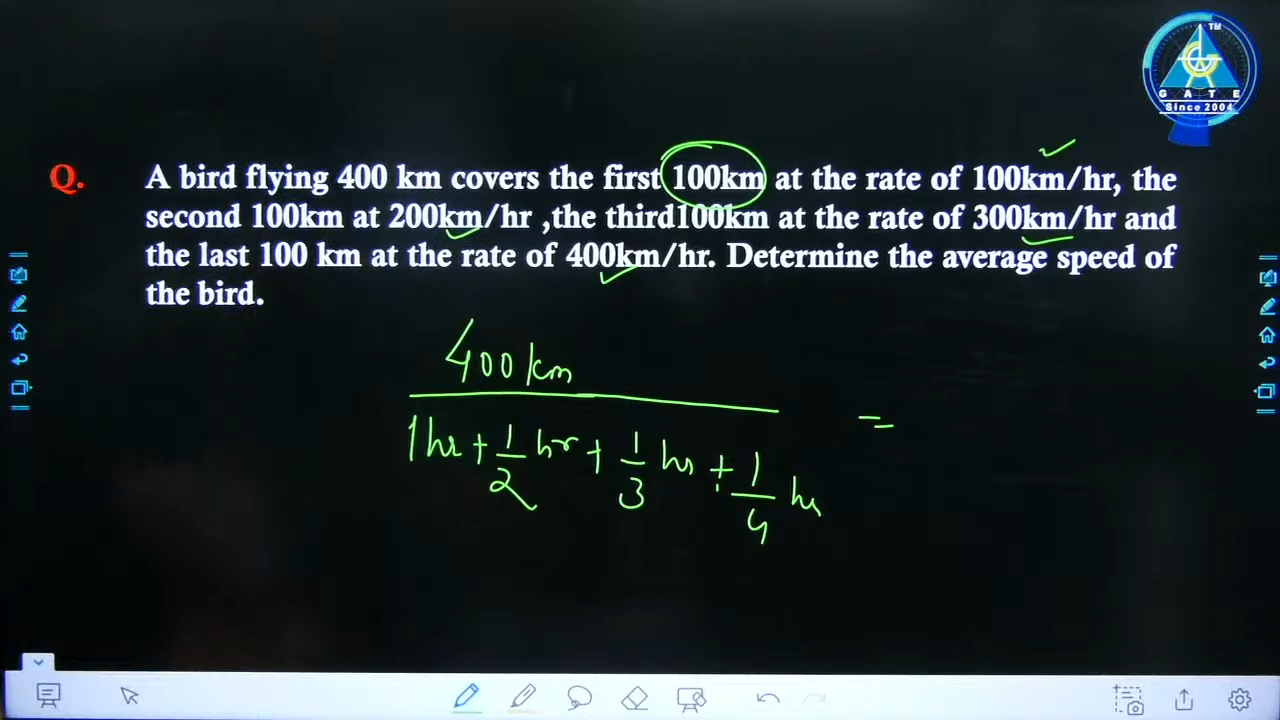 TM
GATE
Since 2004
Q. A bird flying 400 km covers the first 100km at the rate of 100km/hr, the
second 100km at 200km/hr ,the third100km at the rate of 300km/hr and
the last 100 km at the rate of 400km/hr. Determine the average speed of
the bird.
400 km
1hr + 1/2 hr + 1/3 hr + 1/4 hr =